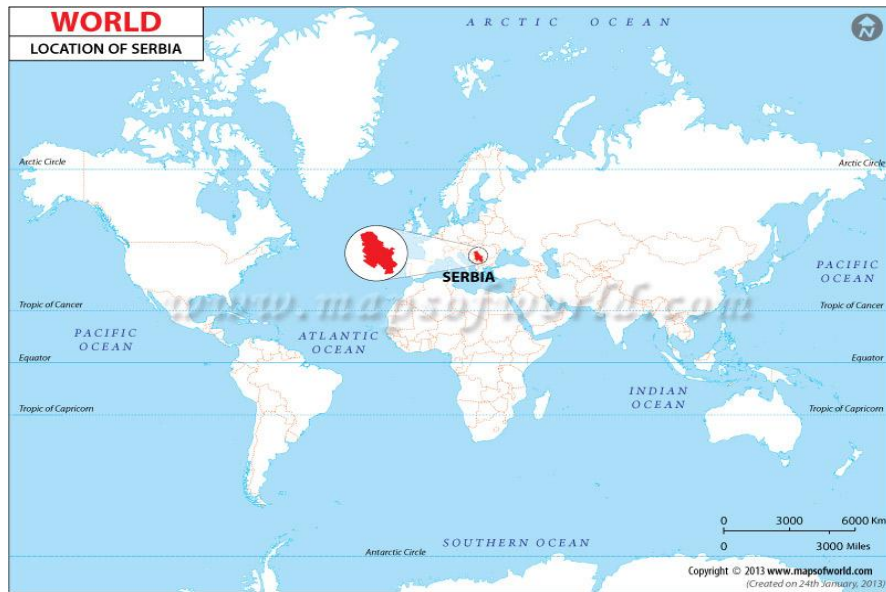 WORLD
LOCATION OF SERBIA
ARCTIC OCEAN
N
Arctic Circle
Arctic Circle
SERBIA
PACIFIC
OCEAN
www.mapsofworld.com
Tropic of Cancer
Tropic of Cancer
PACIFIC
OCEAN
ATLANTIC
OCEAN
Equator
Equator
INDIAN
OCEAN
Tropic of Capricorn
Tropic of Capricorn
0 3000 6000 Km
0 3000 Miles
SOUTHERN OCEAN
Antarctic Circle
Copyright © 2013 www.mapsofworld.com
(Created on 24th January, 2013)